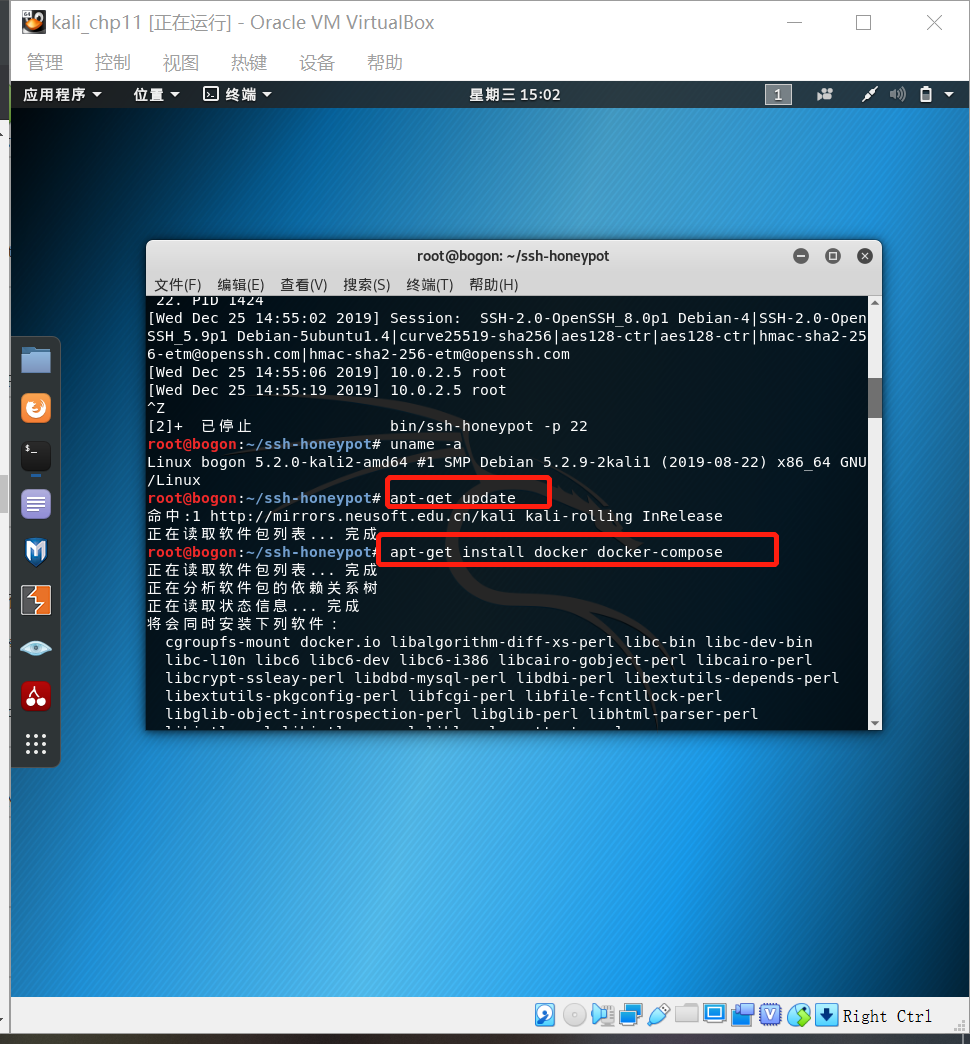 kali_chp11 [正在运行] - Oracle VM VirtualBox
管理 控制 视图 热键 设备 帮助
应用程序 位置 终端 星期三 15:02 1
root@bogon: ~/ssh-honeypot
文件(F) 编辑(E) 查看(V) 搜索(S) 终端(T) 帮助(H)
22. PID 1424
[Wed Dec 25 14:55:02 2019] Session:  SSH-2.0-OpenSSH_8.0p1 Debian-4|SSH-2.0-Open
SSH_5.9p1 Debian-5ubuntu1.4|curve25519-sha256|aes128-ctr|aes128-ctr|hmac-sha2-25
6-etm@openssh.com|hmac-sha2-256-etm@openssh.com
[Wed Dec 25 14:55:06 2019] 10.0.2.5 root
[Wed Dec 25 14:55:19 2019] 10.0.2.5 root
^Z
[2]+  已停止               bin/ssh-honeypot -p 22
root@bogon:~/ssh-honeypot# uname -a
Linux bogon 5.2.0-kali2-amd64 #1 SMP Debian 5.2.9-2kali1 (2019-08-22) x86_64 GNU
/Linux
root@bogon:~/ssh-honeypot# apt-get update
命中:1 http://mirrors.neusoft.edu.cn/kali kali-rolling InRelease
正在读取软件包列表... 完成
root@bogon:~/ssh-honeypot# apt-get install docker docker-compose
正在读取软件包列表... 完成
正在分析软件包的依赖关系树
正在读取状态信息... 完成
将会同时安装下列软件：
cgroupfs-mount docker.io libalgorithm-diff-xs-perl libc-bin libc-dev-bin
libc-l10n libc6 libc6-dev libc6-i386 libcairo-gobject-perl libcairo-perl
libcrypt-ssleay-perl libdbd-mysql-perl libdbi-perl libextutils-depends-perl
libextutils-pkgconfig-perl libfcgi-perl libfile-fcntllock-perl
libglib-object-introspection-perl libglib-perl libhtml-parser-perl
Right Ctrl